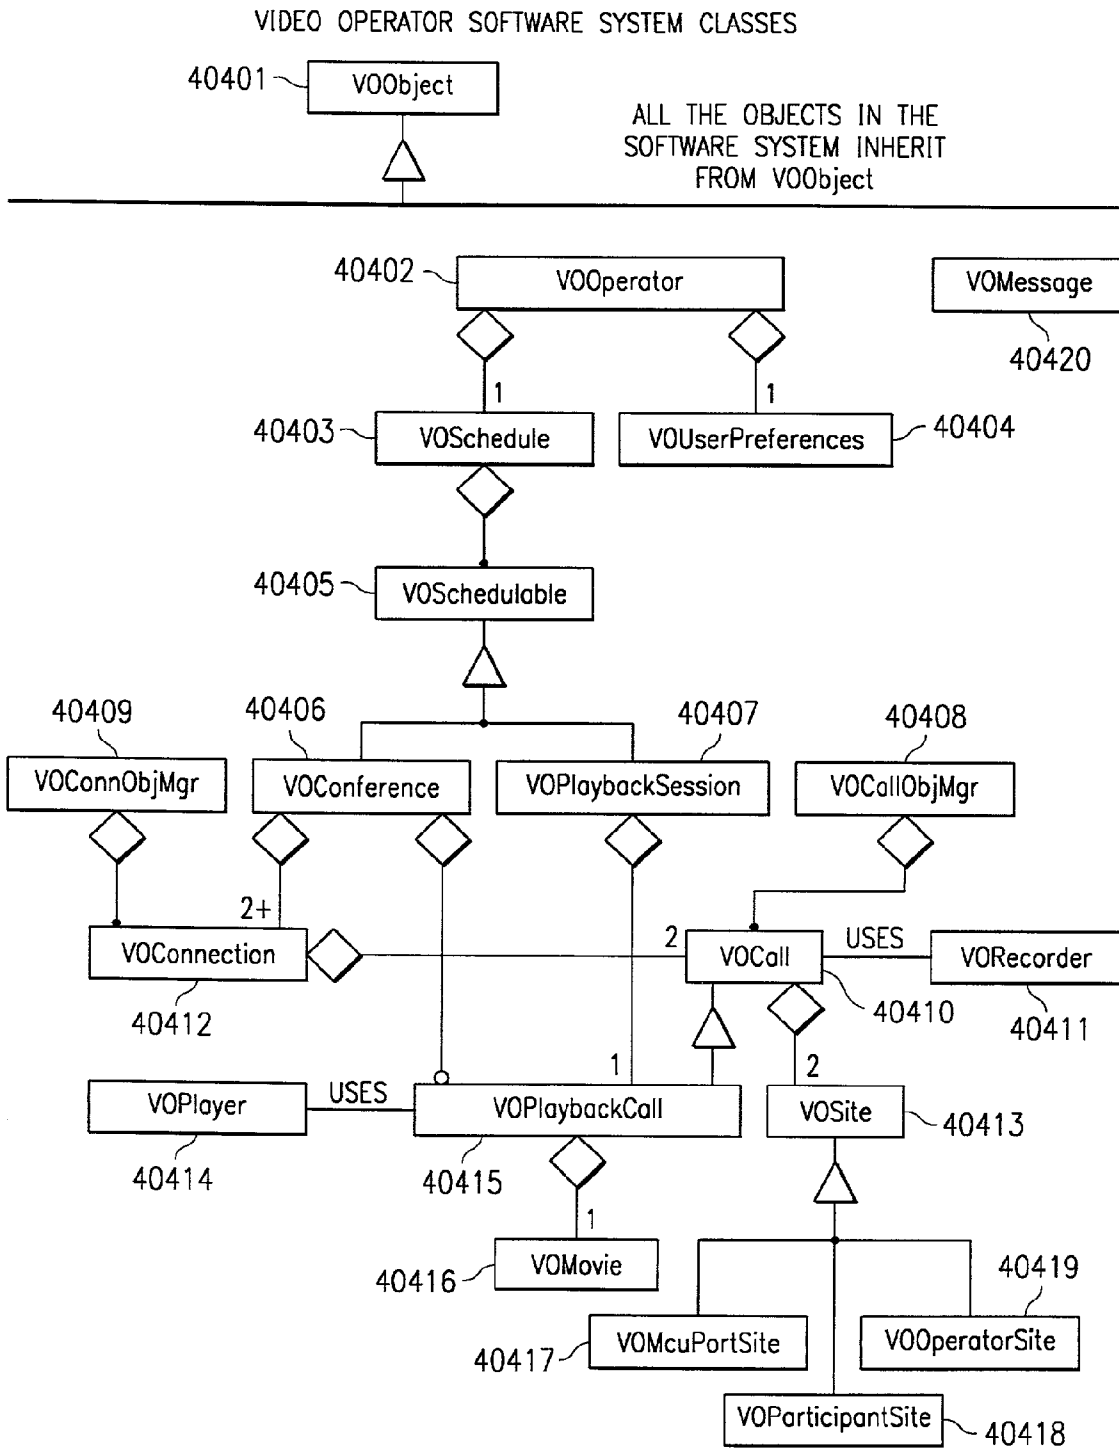 VIDEO OPERATOR SOFTWARE SYSTEM CLASSES
40401
VOObject
ALL THE OBJECTS IN THE
SOFTWARE SYSTEM INHERIT
FROM VOObject
40402
VOOperator
VOMessage
40420
1
1
40403
VOSchedule
VOUserPreferences
40404
40405
VOSchedulable
40409
40406
40407
40408
VOConnObjMgr
VOConference
VOPlaybackSession
VOCallObjMgr
2+
VOConnection
2
VOCall
USES
VORecorder
40412
40410
40411
1
2
VOPlayer
USES
VOPlaybackCall
VOSite
40413
40414
40415
1
40416
VOMovie
40419
VOMcuPortSite
VOOperatorSite
40417
VOParticipantSite
40418